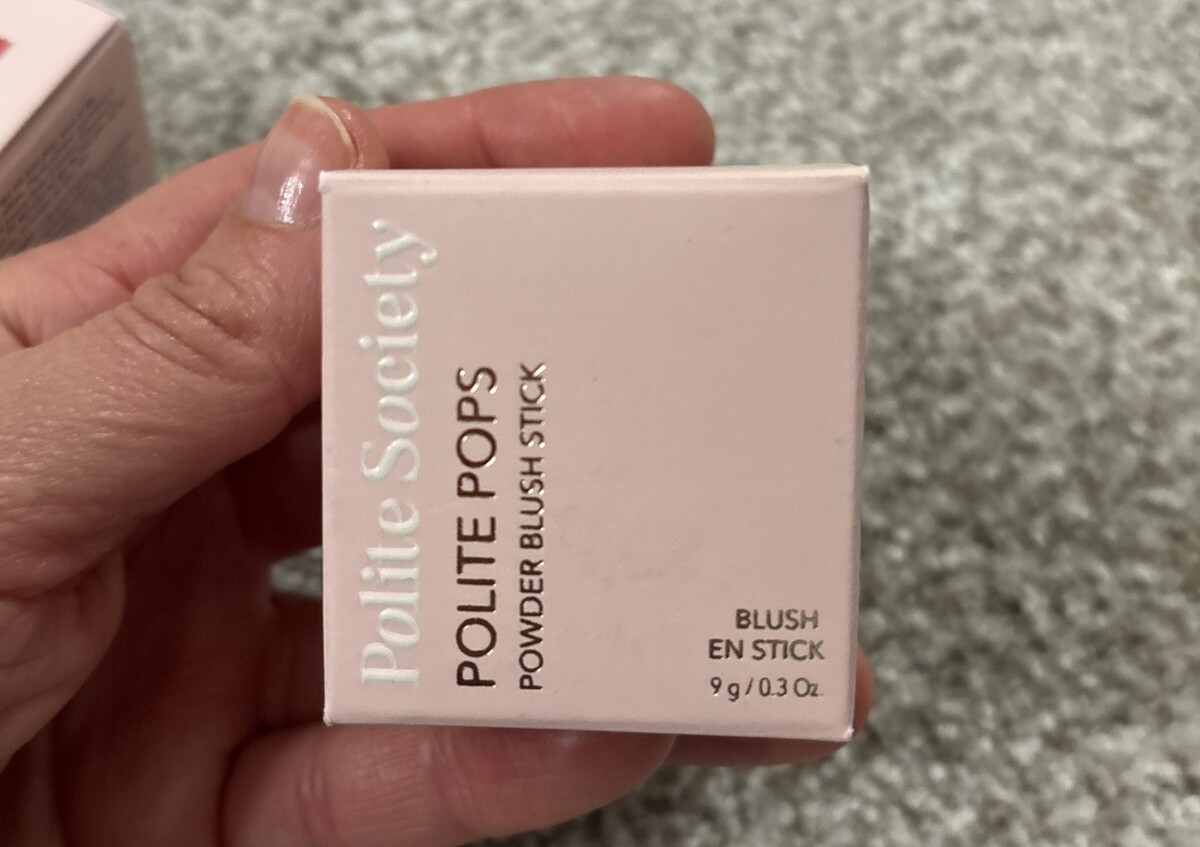 Polite Society
POLITE POPS
POWDER BLUSH STICK
BLUSH
EN STICK
9 g / 0.3 Oz.